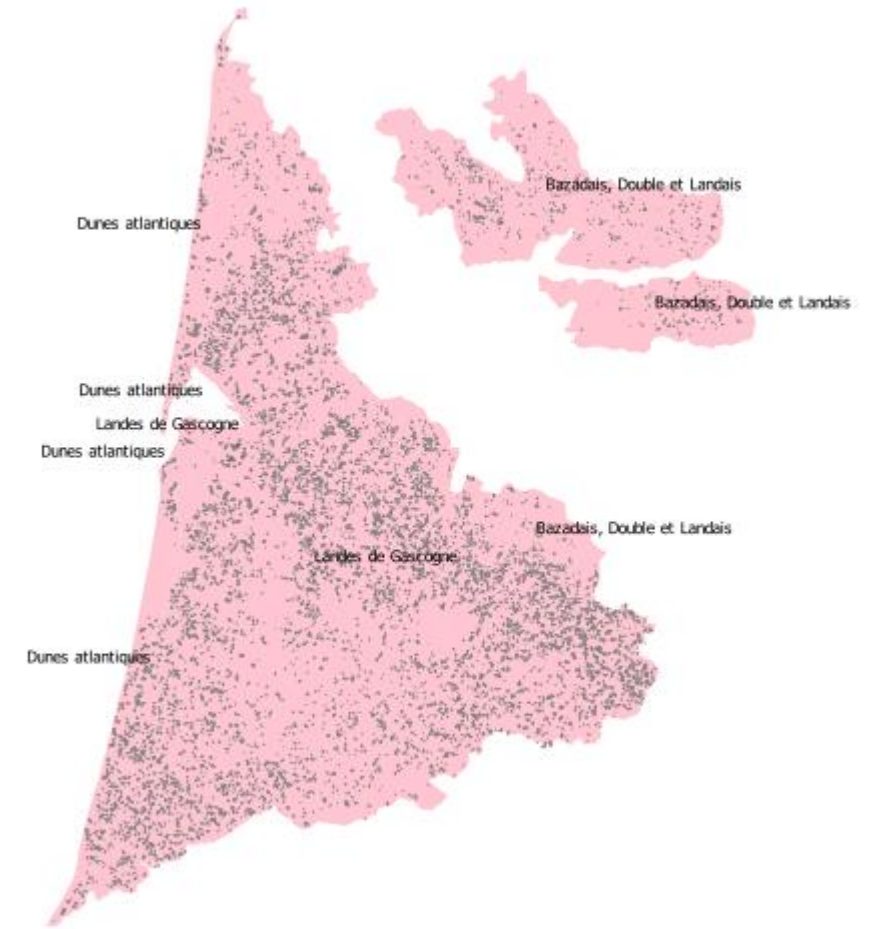 Bazadais, Double et Landais
Dunes atlantiques
Bazadais, Double et Landais
Dunes atlantiques
Landes de Gascogne
Dunes atlantiques
Bazadais, Double et Landais
Landes de Gascogne
Dunes atlantiques